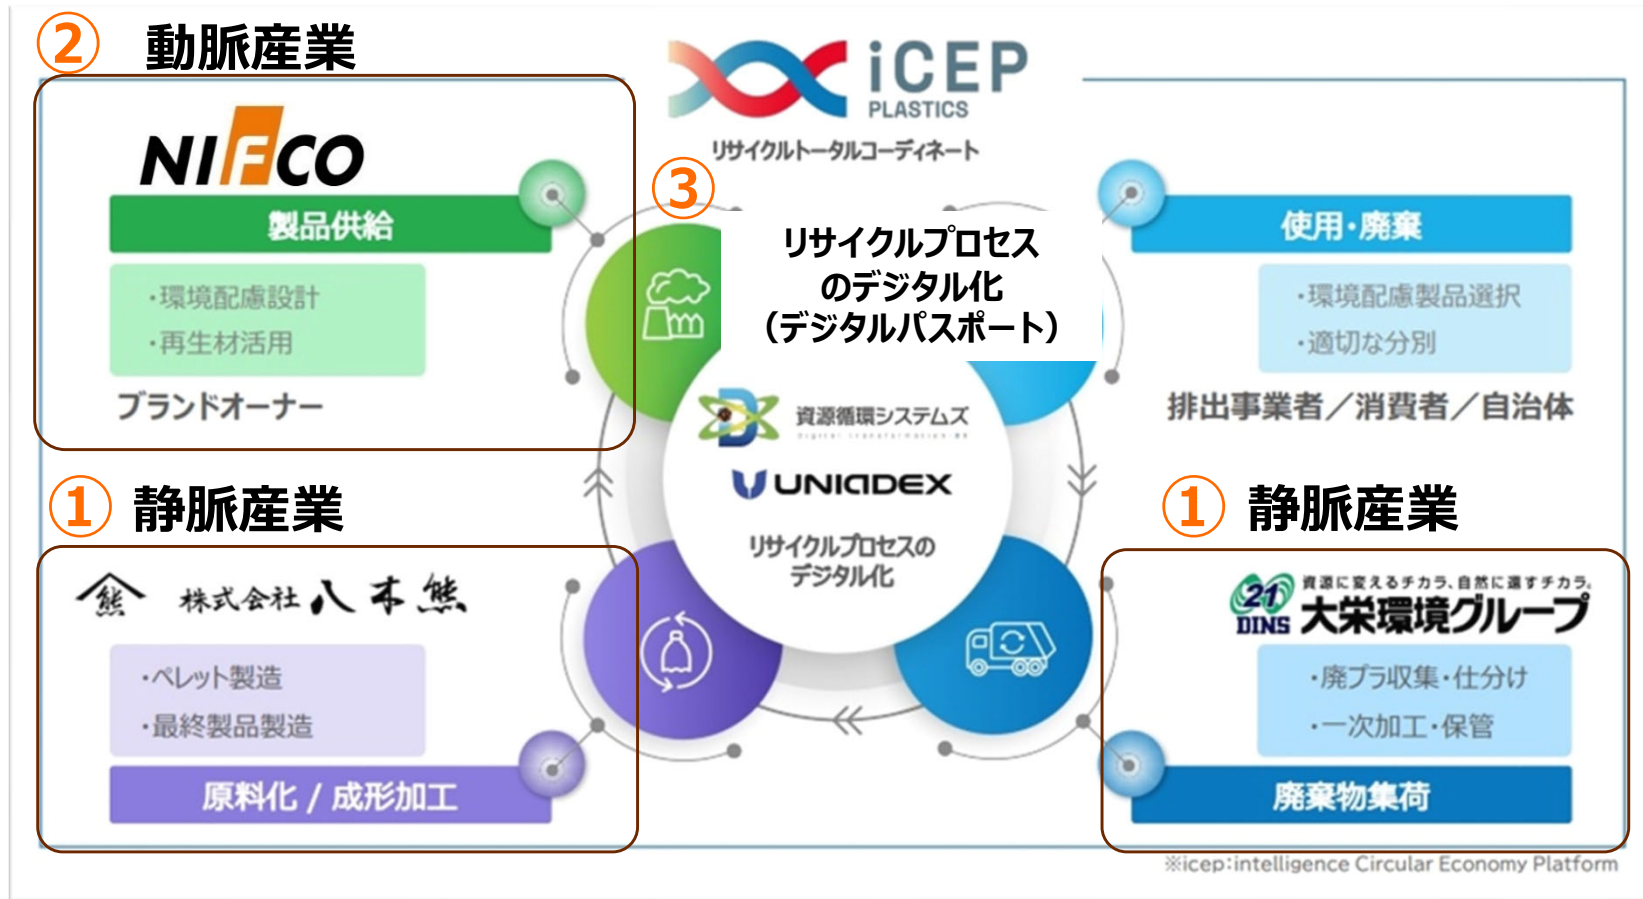 ② 動脈産業
NIFCO
製品供給
・環境配慮設計
・再生材活用
ブランドオーナー
iCEP
PLASTICS
リサイクルトータルコーディネート
③
リサイクルプロセス
のデジタル化
（デジタルパスポート）
使用・廃棄
・環境配慮製品選択
・適切な分別
排出事業者／消費者／自治体
D 資源循環システムズ
Digital transformation
UNIADEX
リサイクルプロセスの
デジタル化
① 静脈産業
熊 株式会社八木熊
・ペレット製造
・最終製品製造
原料化 / 成形加工
① 静脈産業
21
DINS
資源に変えるチカラ、自然に還すチカラ。
大栄環境グループ
・廃プラ収集・仕分け
・一次加工・保管
廃棄物集荷
※icep：intelligence Circular Economy Platform